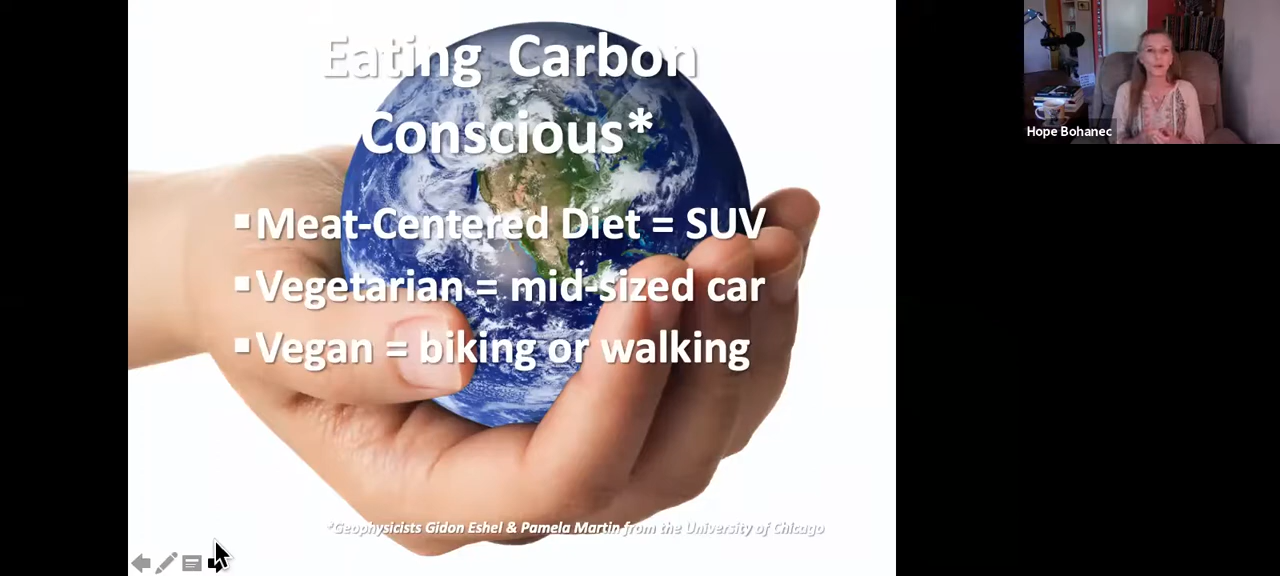 Eating Carbon
Conscious*
▪Meat-Centered Diet = SUV
▪Vegetarian = mid-sized car
▪Vegan = biking or walking
*Geophysicists Gidon Eshel & Pamela Martin from the University of Chicago
Hope Bohanec